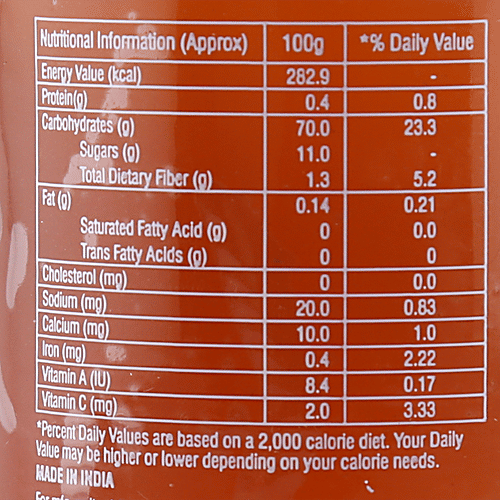 Nutritional Information (Approx) 100g *% Daily Value
Energy Value (kcal) 282.9 -
Protein(g) 0.4 0.8
Carbohydrates (g) 70.0 23.3
Sugars (g) 11.0 -
Total Dietary Fiber (g) 1.3 5.2
Fat (g) 0.14 0.21
Saturated Fatty Acid (g) 0 0.0
Trans Fatty Acids (g) 0 0
Cholesterol (mg) 0 0.0
Sodium (mg) 20.0 0.83
Calcium (mg) 10.0 1.0
Iron (mg) 0.4 2.22
Vitamin A (IU) 8.4 0.17
Vitamin C (mg) 2.0 3.33
*Percent Daily Values are based on a 2,000 calorie diet. Your Daily
Value may be higher or lower depending on your calorie needs.
MADE IN INDIA